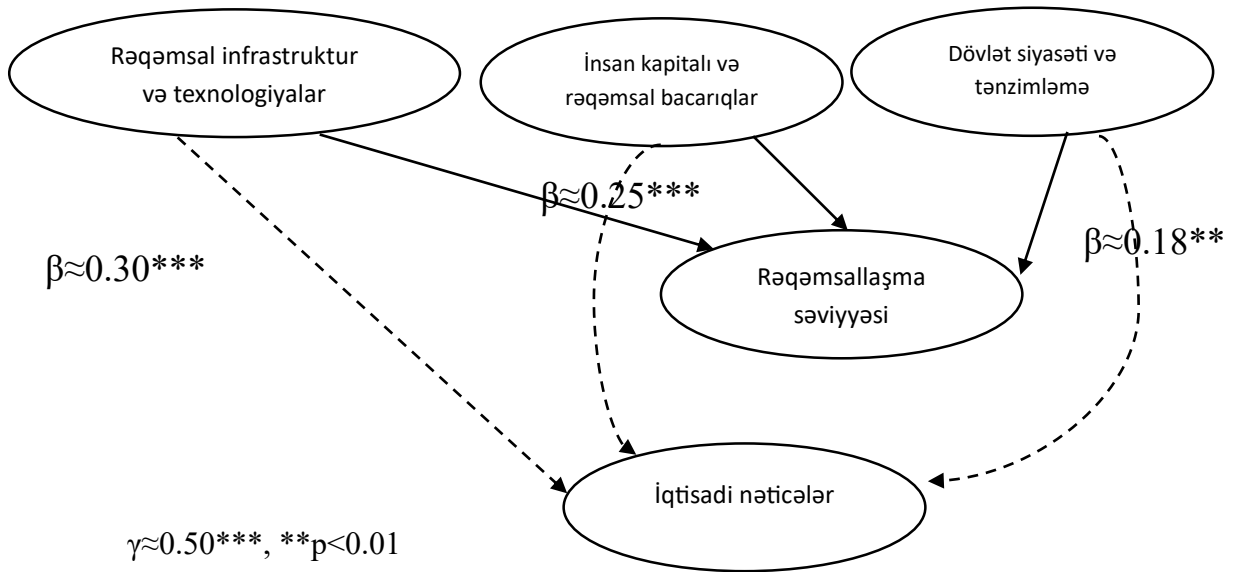 Rəqəmsal infrastruktur
və texnologiyalar
İnsan kapitalı və
rəqəmsal bacarıqlar
Dövlət siyasəti və
tənzimləmə
β≈0.25***
β≈0.18**
β≈0.30***
Rəqəmsallaşma
səviyyəsi
İqtisadi nəticələr
γ≈0.50***, **p<0.01